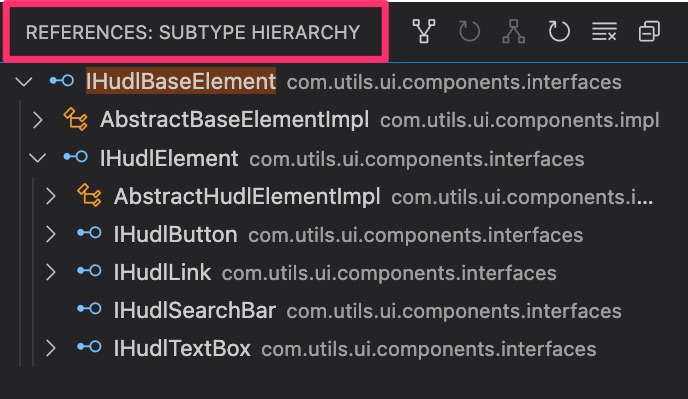 REFERENCES: SUBTYPE HIERARCHY
IHudlBaseElement com.utils.ui.components.interfaces
AbstractBaseElementImpl com.utils.ui.components.impl
IHudlElement com.utils.ui.components.interfaces
AbstractHudlElementImpl com.utils.ui.components.i...
IHudlButton com.utils.ui.components.interfaces
IHudlLink com.utils.ui.components.interfaces
IHudlSearchBar com.utils.ui.components.interfaces
IHudlTextBox com.utils.ui.components.interfaces